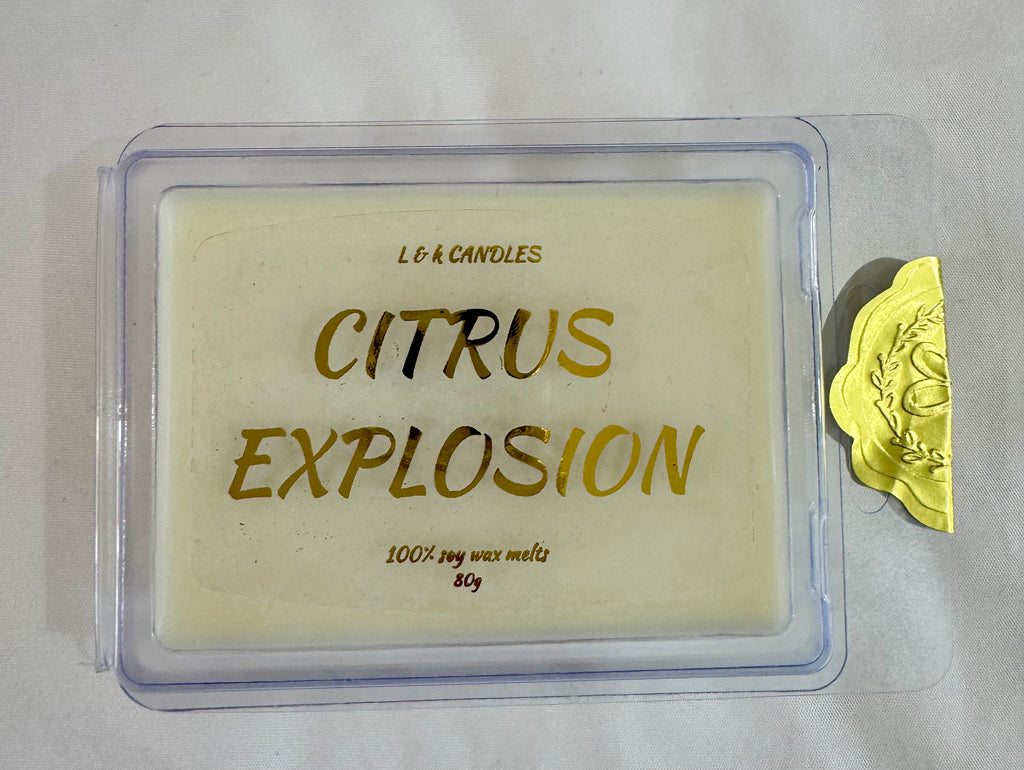 L & k CANDLES
CITRUS
EXPLOSION
100% soy wax melts
80g